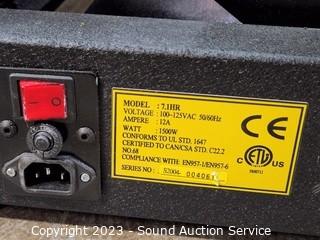 MODEL : 7.1HR
VOLTAGE : 100~125VAC 50/60Hz
AMPERE : 12A
WATT : 1500W
CONFORMS TO UL STD. 1647
CERTIFIED TO CAN/CSA STD. C22.2
NO.68
COMPLIANCE WITH: EN957-1/EN957-6
SERIES NO.
CE
C ETL US
Copyright © 2023 - Sound Auction Service